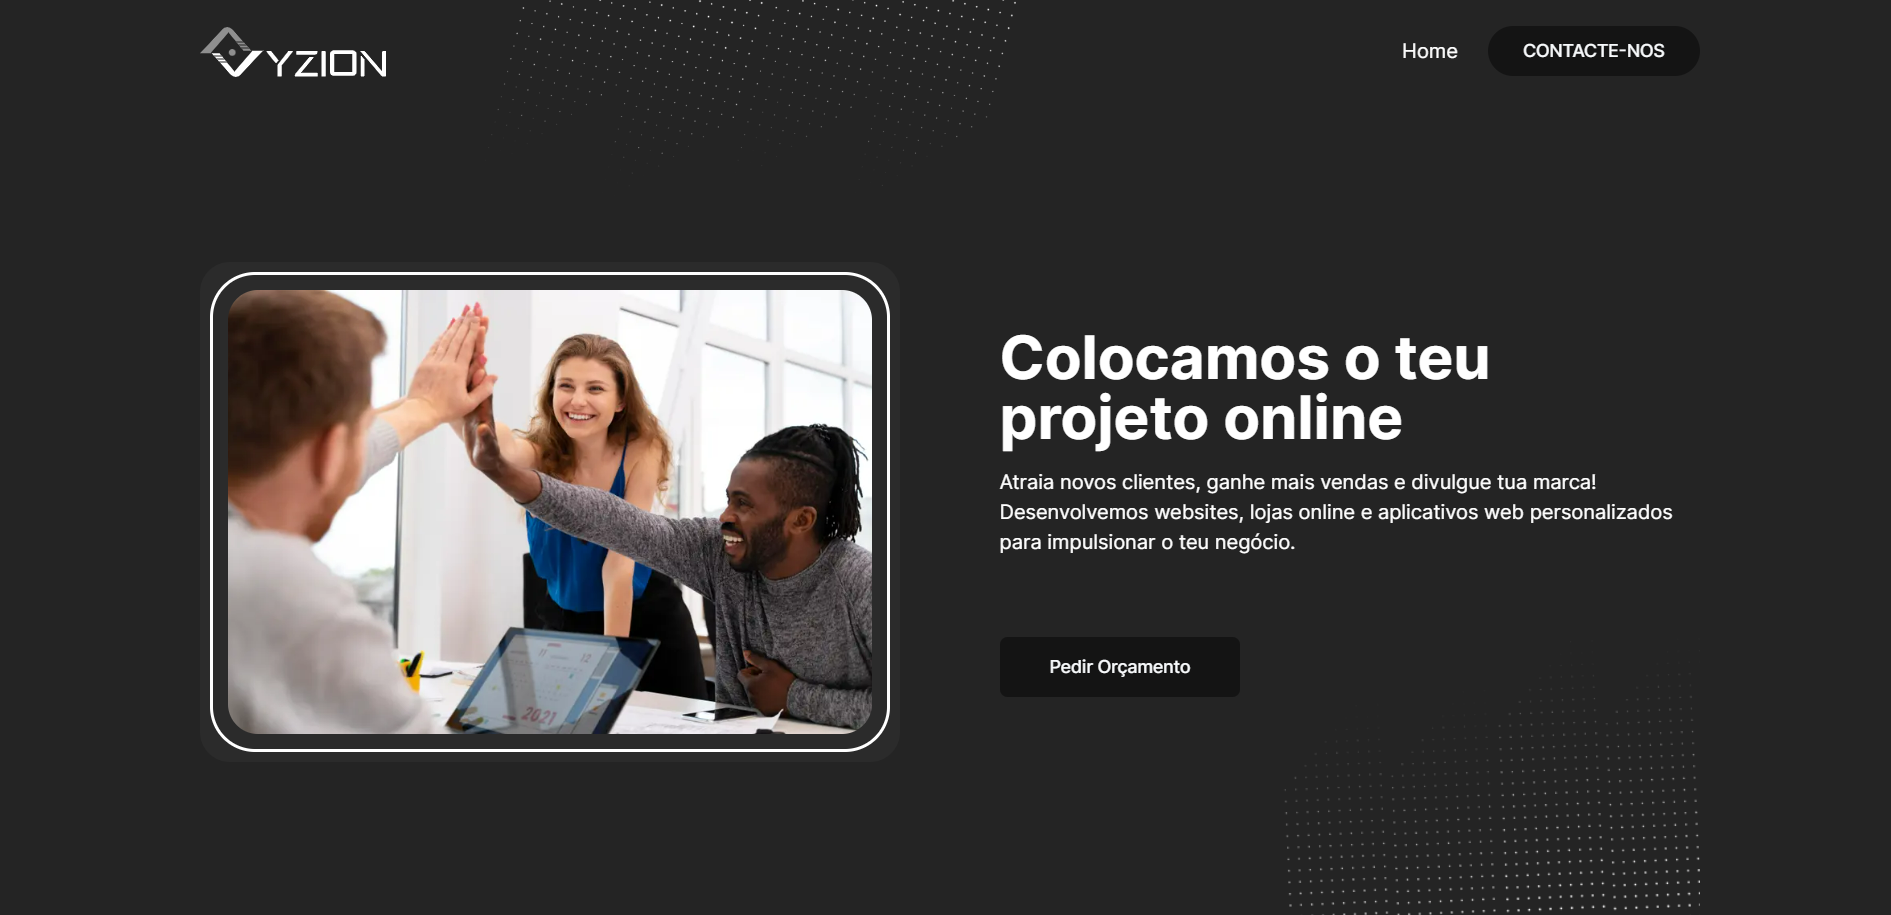 VYZION
Home
CONTACTE-NOS
Colocamos o teu
projeto online
Atraia novos clientes, ganhe mais vendas e divulgue tua marca!
Desenvolvemos websites, lojas online e aplicativos web personalizados
para impulsionar o teu negócio.
Pedir Orçamento
2021